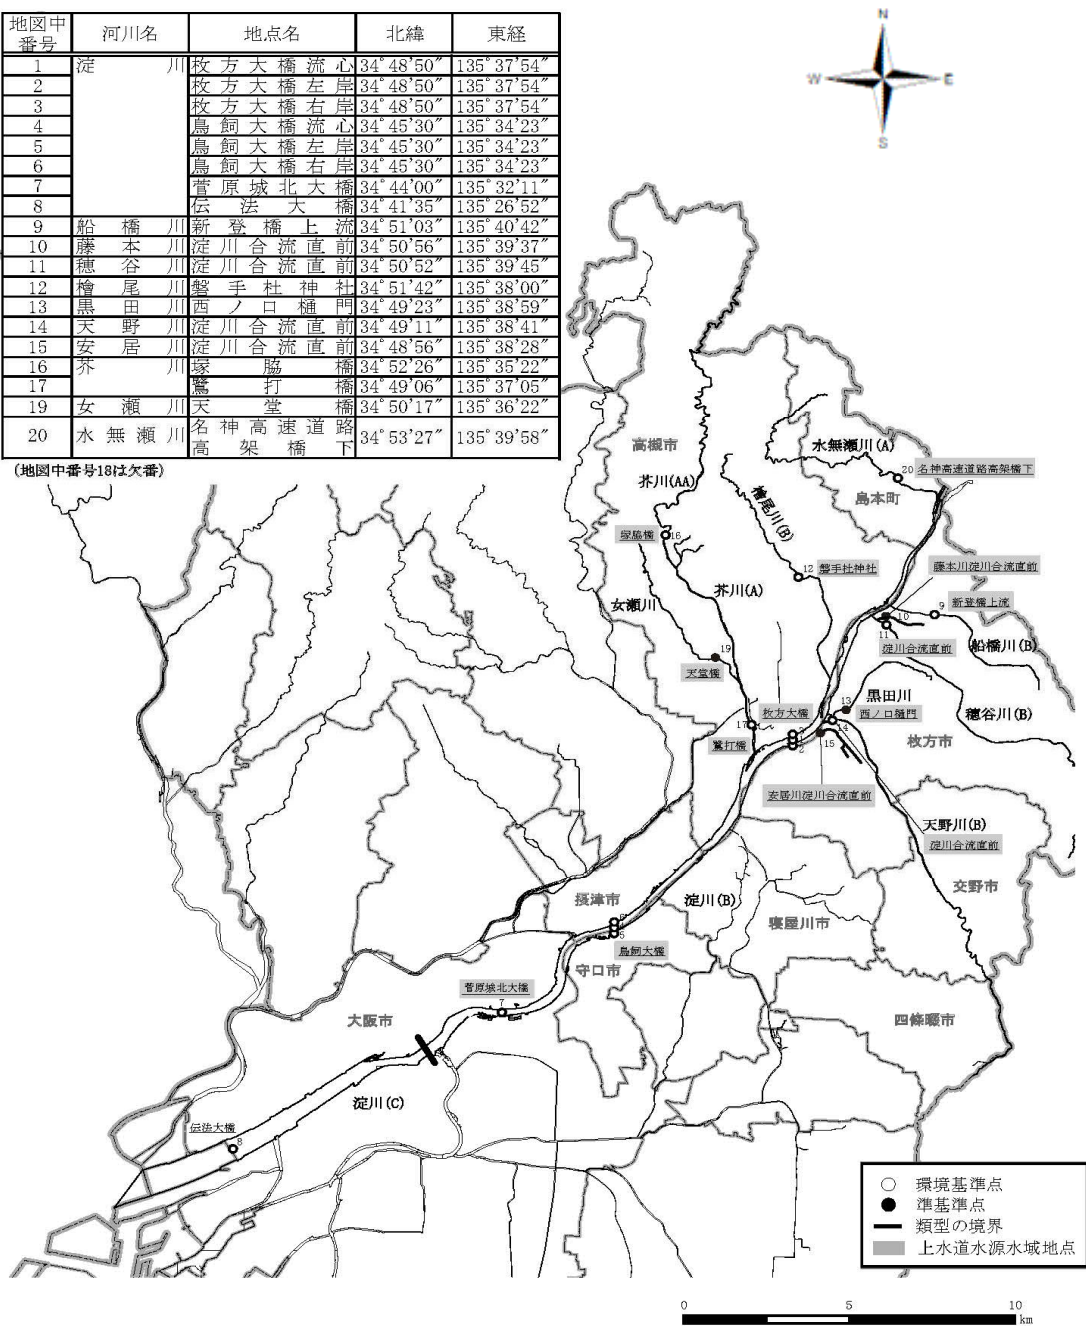 地図中番号 河川名 地点名 北緯 東経
1 淀川 枚方大橋流心 34°48'50" 135°37'54"
2 枚方大橋左岸 34°48'50" 135°37'54"
3 枚方大橋右岸 34°48'50" 135°37'54"
4 鳥飼大橋流心 34°45'30" 135°34'23"
5 鳥飼大橋左岸 34°45'30" 135°34'23"
6 鳥飼大橋右岸 34°45'30" 135°34'23"
7 菅原城北大橋 34°44'00" 135°32'11"
8 伝法大橋 34°41'35" 135°26'52"
9 船橋川 新登橋上流 34°51'03" 135°40'42"
10 藤本川 淀川合流直前 34°50'56" 135°39'37"
11 穂谷川 淀川合流直前 34°50'52" 135°39'45"
12 檜尾川 磐手杜神社 34°51'42" 135°38'00"
13 黒田川 西ノ口樋門 34°49'23" 135°38'59"
14 天野川 淀川合流直前 34°49'11" 135°38'41"
15 安居川 淀川合流直前 34°48'56" 135°38'28"
16 芥川 塚脇橋 34°52'26" 135°35'22"
17 鷺打橋 34°49'06" 135°37'05"
19 女瀬川 天堂橋 34°50'17" 135°36'22"
20 水無瀬川 名神高速道路高架橋下 34°53'27" 135°39'58"
(地図中番号18は欠番)
N
W E
S
高槻市
水無瀬川(A)
20 名神高速道路高架橋下
芥川(AA)
檜尾川(B)
島本町
塚脇橋
16
藤本川淀川合流直前
12 磐手杜神社
芥川(A)
女瀬川
9 新登橋上流
10
11
淀川合流直前
船橋川(B)
19
天堂橋
黒田川
13
枚方大橋
西ノ口樋門
穂谷川(B)
17
3
1
2
14
15
鷺打橋
枚方市
安居川淀川合流直前
天野川(B)
淀川合流直前
交野市
摂津市
淀川(B)
寝屋川市
6
5
鳥飼大橋
守口市
菅原城北大橋
7
大阪市
四條畷市
淀川(C)
伝法大橋
8
環境基準点
準基準点
類型の境界
上水道水源水域地点
0 5 10
km